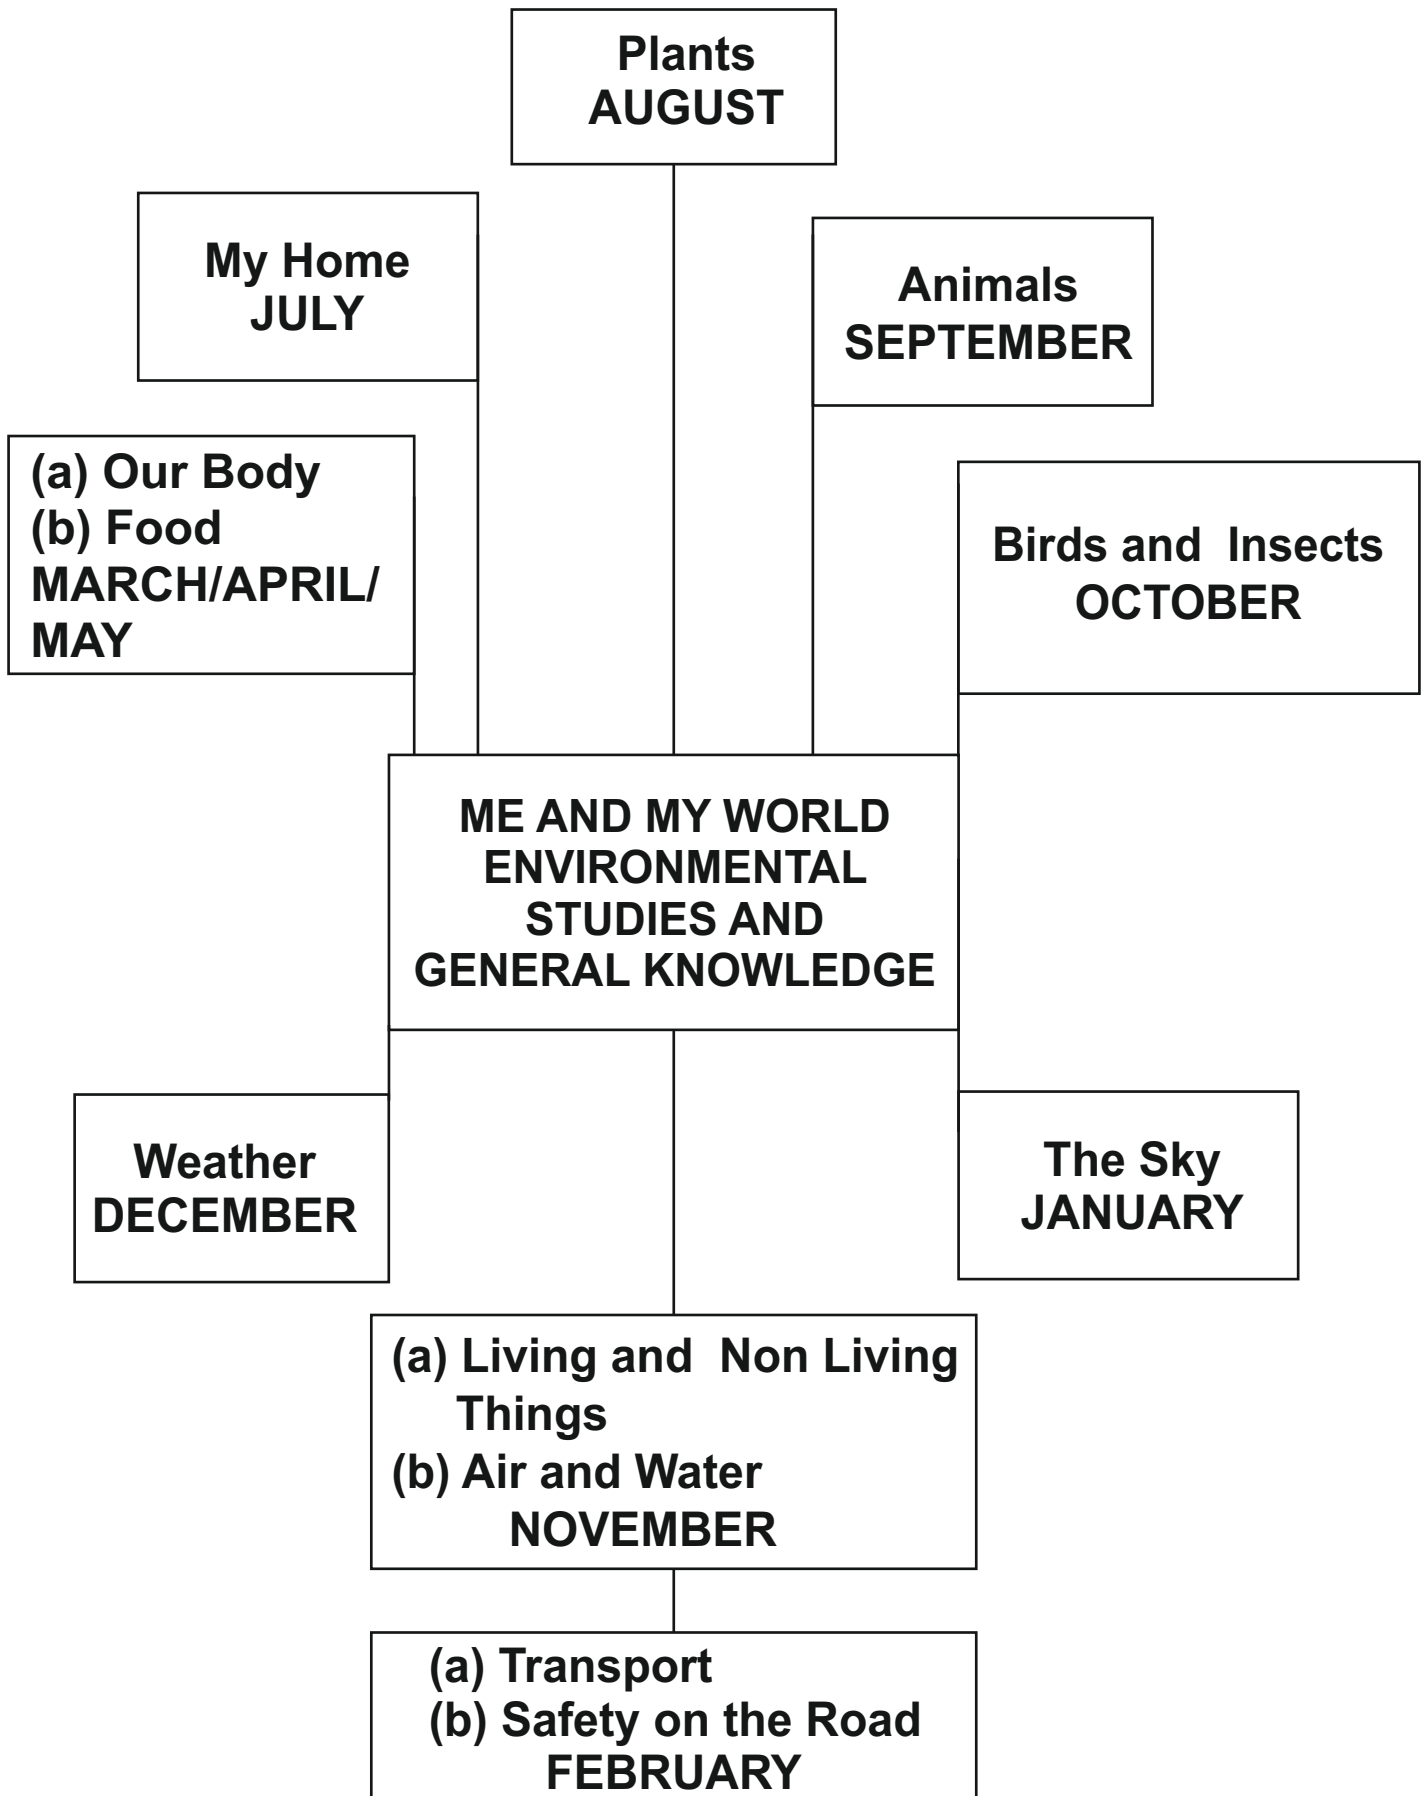 Plants
AUGUST
My Home
JULY
Animals
SEPTEMBER
(a) Our Body
(b) Food
MARCH/APRIL/
MAY
Birds and  Insects
OCTOBER
ME AND MY WORLD
ENVIRONMENTAL
STUDIES AND
GENERAL KNOWLEDGE
Weather
DECEMBER
The Sky
JANUARY
(a) Living and  Non Living
Things
(b) Air and Water
NOVEMBER
(a) Transport
(b) Safety on the Road
FEBRUARY